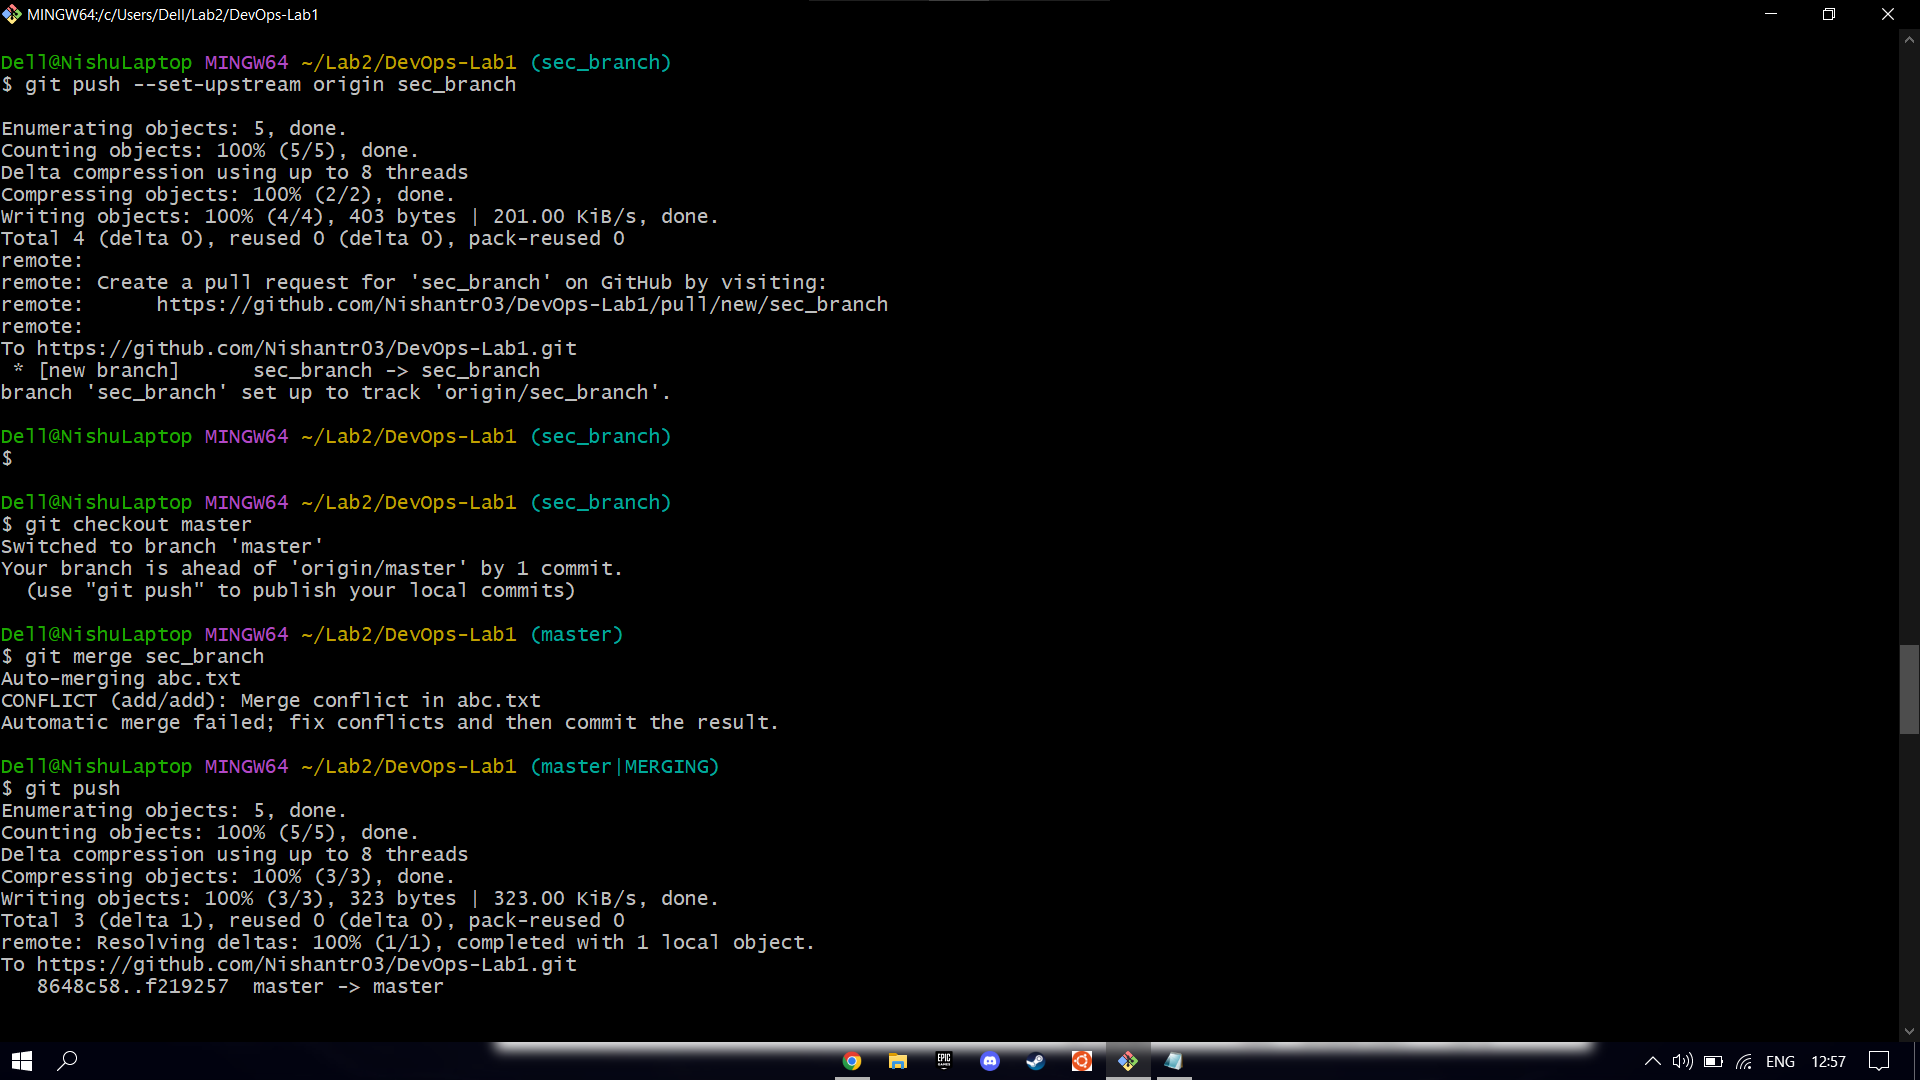 MINGW64:/c/Users/Dell/Lab2/DevOps-Lab1
Dell@NishuLaptop MINGW64 ~/Lab2/DevOps-Lab1 (sec_branch)
$ git push --set-upstream origin sec_branch
Enumerating objects: 5, done.
Counting objects: 100% (5/5), done.
Delta compression using up to 8 threads
Compressing objects: 100% (2/2), done.
Writing objects: 100% (4/4), 403 bytes | 201.00 KiB/s, done.
Total 4 (delta 0), reused 0 (delta 0), pack-reused 0
remote:
remote: Create a pull request for 'sec_branch' on GitHub by visiting:
remote:      https://github.com/Nishantr03/DevOps-Lab1/pull/new/sec_branch
remote:
To https://github.com/Nishantr03/DevOps-Lab1.git
 * [new branch]      sec_branch -> sec_branch
branch 'sec_branch' set up to track 'origin/sec_branch'.
Dell@NishuLaptop MINGW64 ~/Lab2/DevOps-Lab1 (sec_branch)
$
Dell@NishuLaptop MINGW64 ~/Lab2/DevOps-Lab1 (sec_branch)
$ git checkout master
Switched to branch 'master'
Your branch is ahead of 'origin/master' by 1 commit.
  (use "git push" to publish your local commits)
Dell@NishuLaptop MINGW64 ~/Lab2/DevOps-Lab1 (master)
$ git merge sec_branch
Auto-merging abc.txt
CONFLICT (add/add): Merge conflict in abc.txt
Automatic merge failed; fix conflicts and then commit the result.
Dell@NishuLaptop MINGW64 ~/Lab2/DevOps-Lab1 (master|MERGING)
$ git push
Enumerating objects: 5, done.
Counting objects: 100% (5/5), done.
Delta compression using up to 8 threads
Compressing objects: 100% (3/3), done.
Writing objects: 100% (3/3), 323 bytes | 323.00 KiB/s, done.
Total 3 (delta 1), reused 0 (delta 0), pack-reused 0
remote: Resolving deltas: 100% (1/1), completed with 1 local object.
To https://github.com/Nishantr03/DevOps-Lab1.git
   8648c58..f219257  master -> master
EPIC GAMES
ENG 12:57